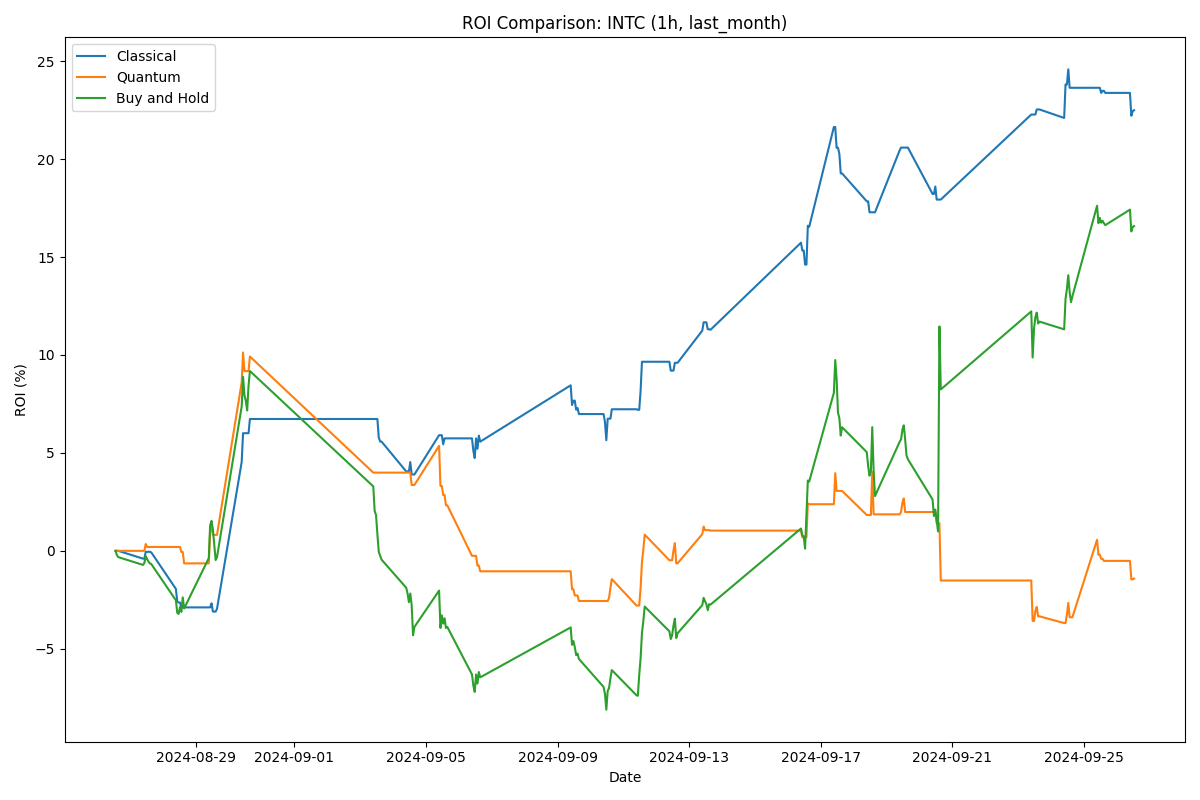 ROI Comparison: INTC (1h, last_month)
Classical
Quantum
Buy and Hold
ROI (%)
25
20
15
10
5
0
−5
2024-08-29 2024-09-01 2024-09-05 2024-09-09 2024-09-13 2024-09-17 2024-09-21 2024-09-25
Date